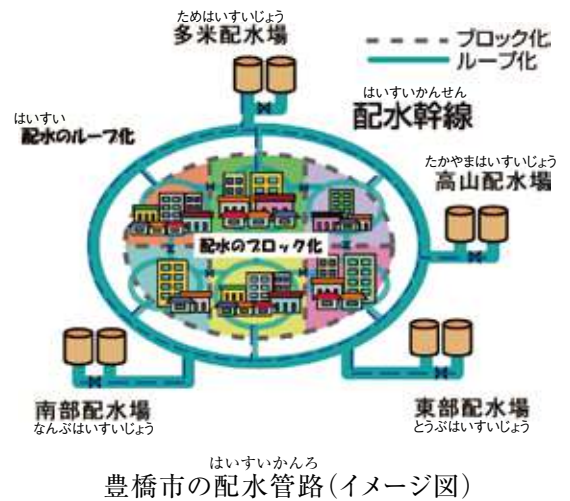 ためはいすいじょう
多米配水場
ブロック化
ループ化
はいすいかんせん
配水幹線
はいすい
配水のループ化
たかやまはいすいじょう
高山配水場
配水のブロック化
南部配水場
なんぶはいすいじょう
東部配水場
とうぶはいすいじょう
はいすいかんろ
豊橋市の配水管路(イメージ図)